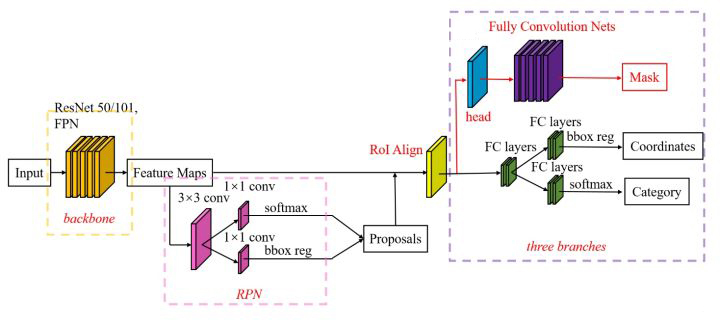 Fully Convolution Nets
Mask
head
ResNet 50/101,
FPN
RoI Align
FC layers
FC layers
bbox reg
Coordinates
FC layers
softmax
Category
Input
Feature Maps
backbone
3×3 conv
1×1 conv
softmax
1×1 conv
bbox reg
Proposals
RPN
three branches